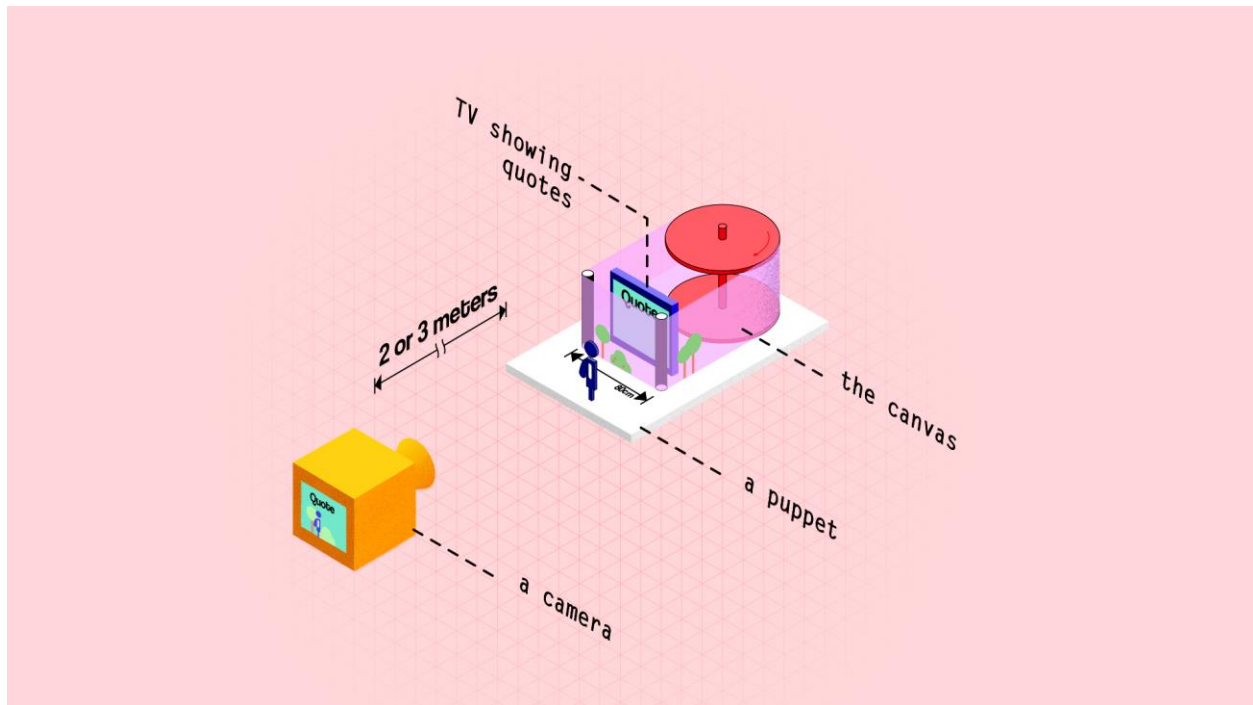 TV showing
quotes
Quote
2 or 3 meters
80cm
the canvas
a puppet
Quote
a camera